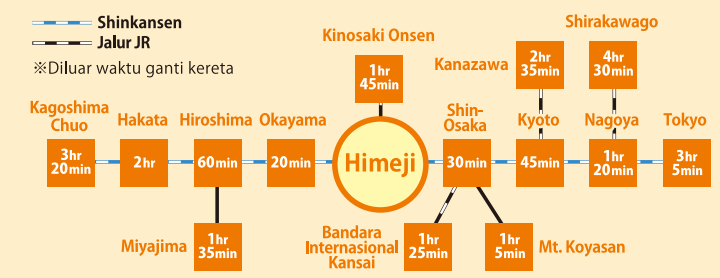 Shinkansen
Jalur JR
※Diluar waktu ganti kereta
Kinosaki Onsen
1hr
45min
Kanazawa
2hr
35min
Shirakawago
4hr
30min
Kagoshima
Chuo
3hr
20min
Hakata
2hr
Hiroshima
60min
Okayama
20min
Himeji
Shin-
Osaka
30min
Kyoto
45min
Nagoya
1hr
20min
Tokyo
3hr
5min
Miyajima
1hr
35min
Bandara
Internasional
Kansai
1hr
25min
1hr
5min
Mt. Koyasan